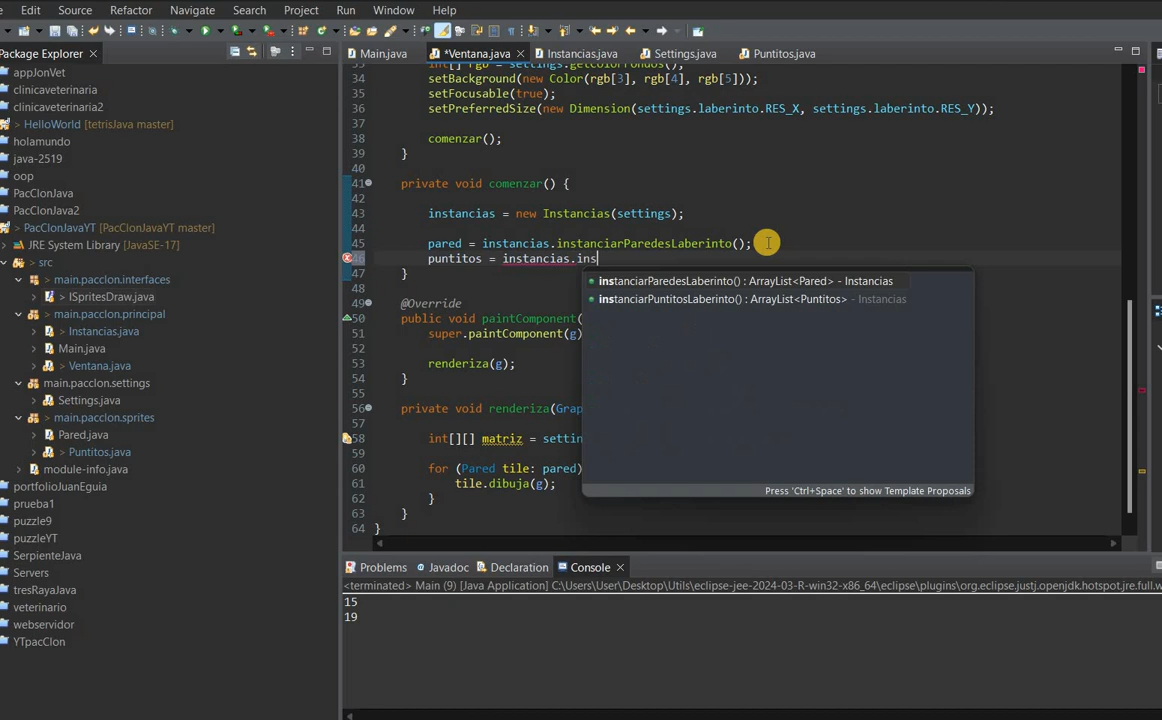 Edit Source Refactor Navigate Search Project Run Window Help
Package Explorer
Main.java *Ventana.java Instancias.java Settings.java Puntitos.java
appJonVet
clinicaveterinaria
clinicaveterinaria2
> HelloWorld [tetrisJava master]
holamundo
java-2519
oop
PacClonJava
PacClonJava2
> PacClonJavaYT [PacClonJavaYT master]
JRE System Library [JavaSE-17]
> src
> main.pacclon.interfaces
> ISpritesDraw.java
> main.pacclon.principal
> Instancias.java
Main.java
> Ventana.java
main.pacclon.settings
Settings.java
> main.pacclon.sprites
Pared.java
> Puntitos.java
module-info.java
portfolioJuanEguia
prueba1
puzzle9
puzzleYT
SerpienteJava
Servers
tresRayaJava
veterinario
webservidor
YTpacClon
int[] rgb = settings.getColorFondos();
34 setBackground(new Color(rgb[3], rgb[4], rgb[5]));
35 setFocusable(true);
36 setPreferredSize(new Dimension(settings.laberinto.RES_X, settings.laberinto.RES_Y));
37
38 comenzar();
39 }
40
41 private void comenzar() {
42
43 instancias = new Instancias(settings);
44
45 pared = instancias.instanciarParedesLaberinto();
46 puntitos = instancias.ins
47 }
48
49 @Override
50 public void paintComponent(
51 super.paintComponent(g)
52
53 renderiza(g);
54 }
55
56 private void renderiza(Grap
57
58 int[][] matriz = settin
59
60 for (Pared tile: pared)
61 tile.dibuja(g);
62 }
63 }
64 }
instanciarParedesLaberinto() : ArrayList<Pared> - Instancias
instanciarPuntitosLaberinto() : ArrayList<Puntitos> - Instancias
Press 'Ctrl+Space' to show Template Proposals
Problems Javadoc Declaration Console
<terminated> Main (9) [Java Application] C:\Users\User\Desktop\Utils\eclipse-jee-2024-03-R-win32-x86_64\eclipse\plugins\org.eclipse.justj.openjdk.hotspot.jre.full.w
15
19